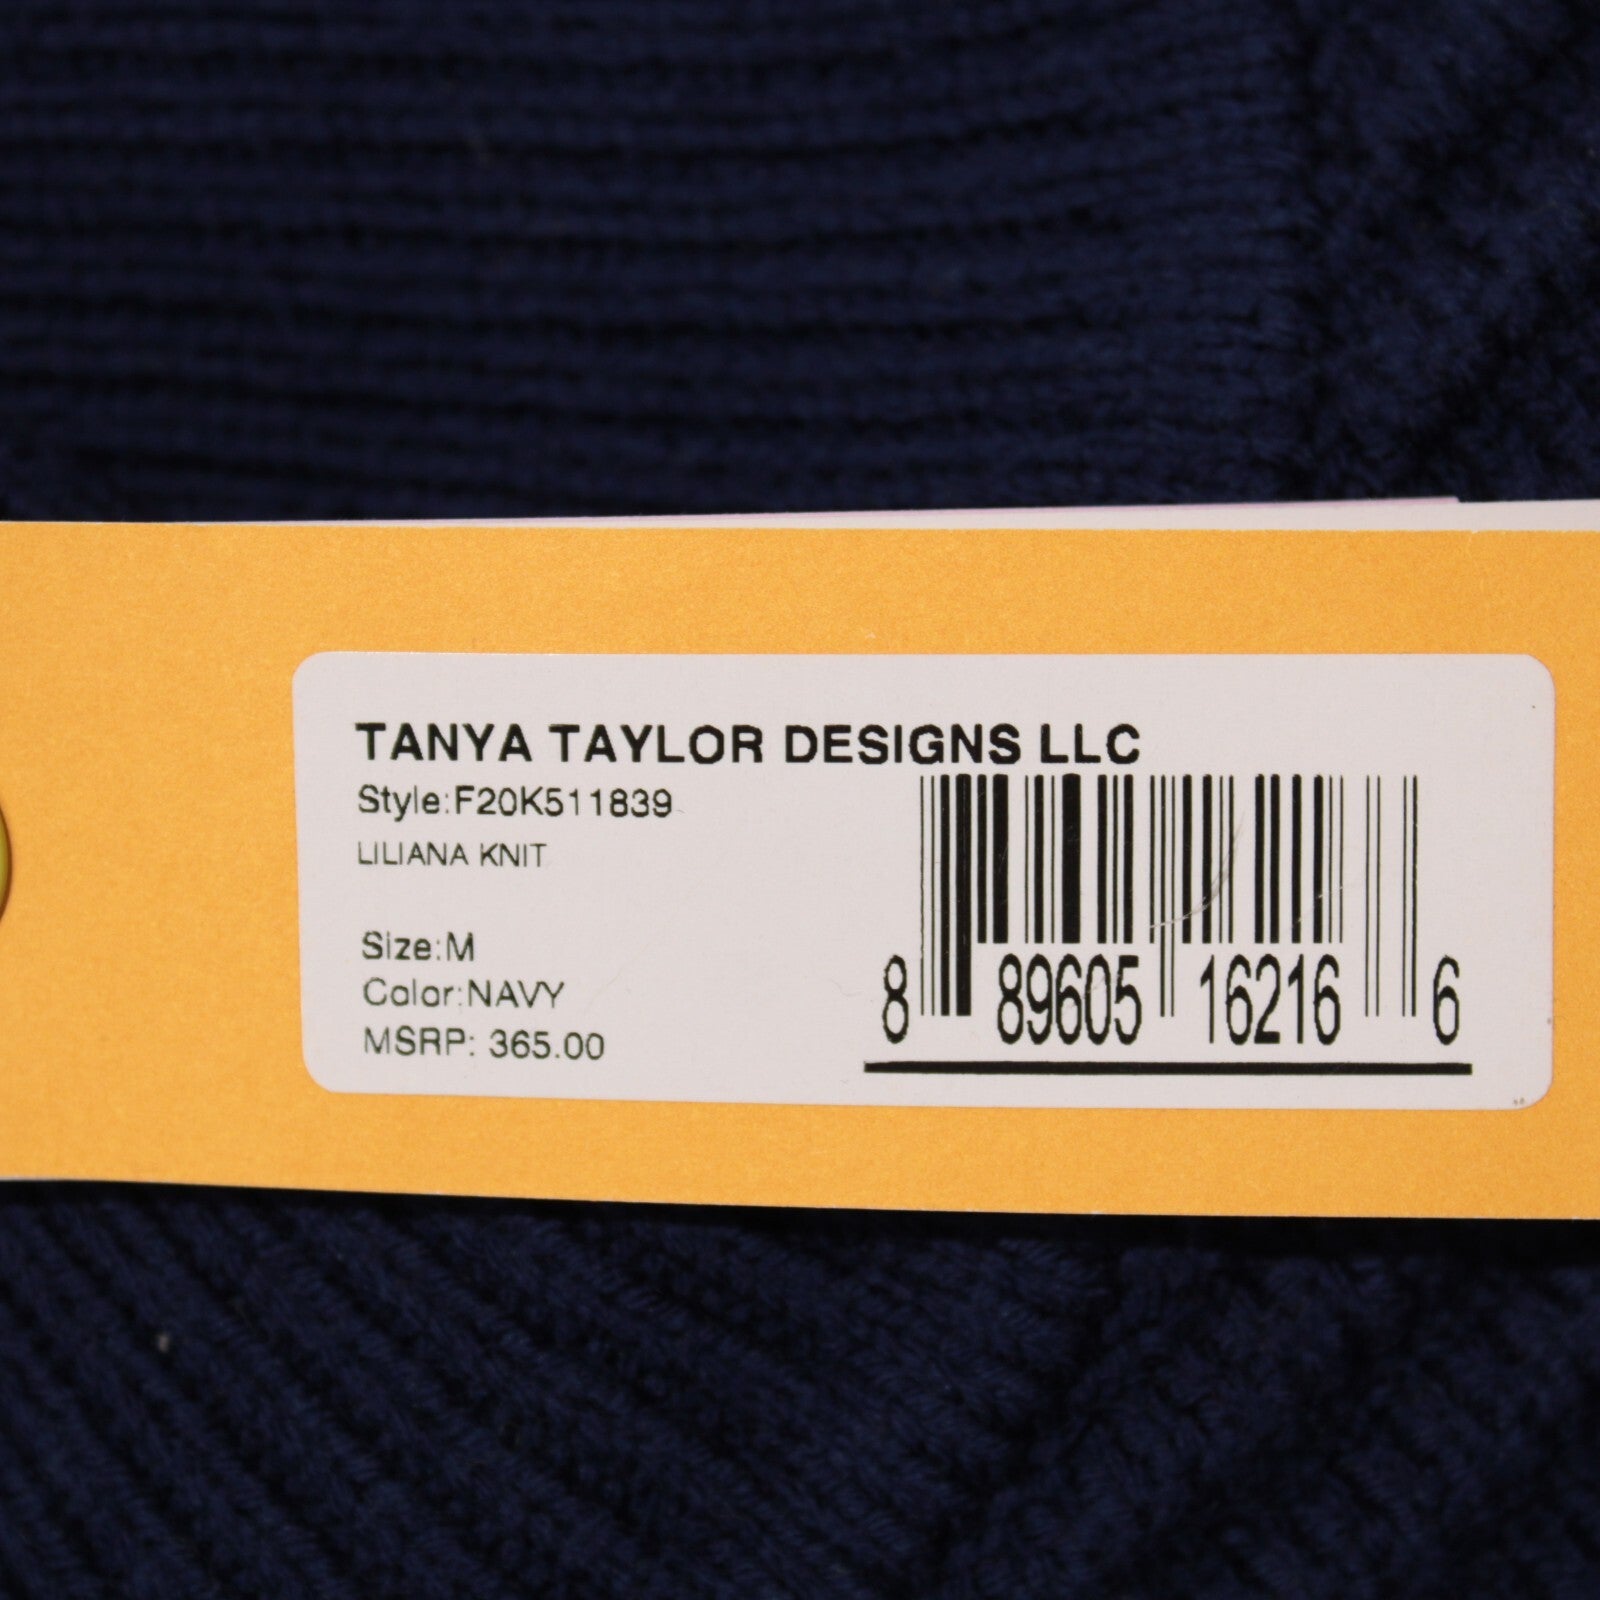 TANYA TAYLOR DESIGNS LLC
Style:F20K511839
LILIANA KNIT
Size:M
Color:NAVY
MSRP: 365.00
8 89605 16216 6